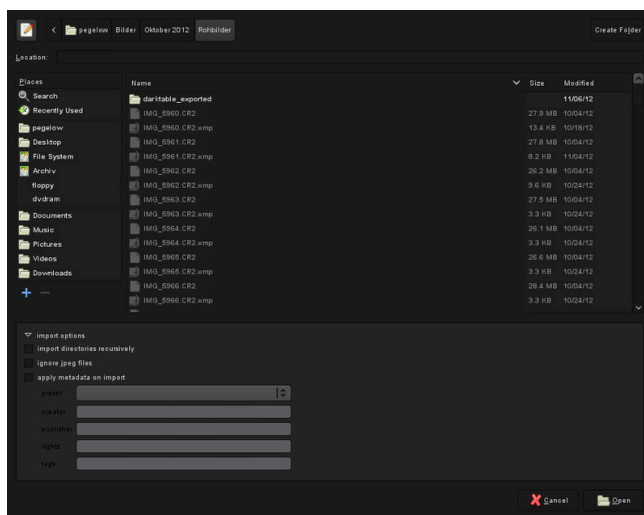 pegelow Bilder Oktober 2012 Rohbilder Create Folder
Location:
Places
Search
Recently Used
pegelow
Desktop
File System
Archiv
floppy
dvdram
Documents
Music
Pictures
Videos
Downloads
Name Size Modified
darktable_exported 11/06/12
IMG_5960.CR2 27.9 MB 10/04/12
IMG_5960.CR2.xmp 13.4 KB 10/18/12
IMG_5961.CR2 27.8 MB 10/04/12
IMG_5961.CR2.xmp 8.2 KB 11/04/12
IMG_5962.CR2 26.2 MB 10/04/12
IMG_5962.CR2.xmp 9.6 KB 10/24/12
IMG_5963.CR2 27.5 MB 10/04/12
IMG_5963.CR2.xmp 3.3 KB 10/24/12
IMG_5964.CR2 26.1 MB 10/04/12
IMG_5964.CR2.xmp 3.3 KB 10/24/12
IMG_5965.CR2 26.6 MB 10/04/12
IMG_5965.CR2.xmp 3.3 KB 10/24/12
IMG_5966.CR2 28.4 MB 10/04/12
IMG_5966.CR2.xmp 3.3 KB 10/24/12
import options
import directories recursively
ignore jpeg files
apply metadata on import
preset
creator
publisher
rights
tags
Cancel Open